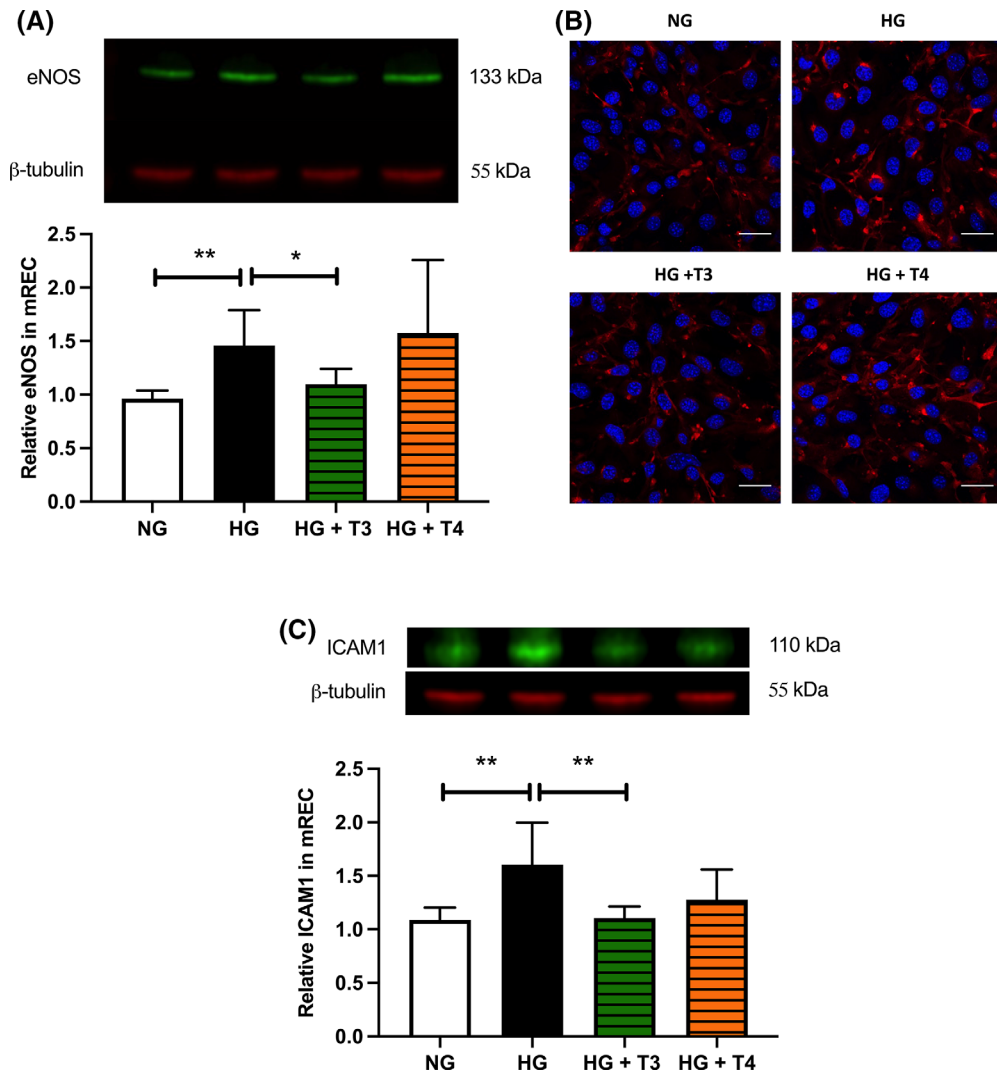 (A)
eNOS
133 kDa
β-tubulin
55 kDa
Relative eNOS in mREC
2.5
2.0
1.5
1.0
0.5
0.0
**
*
NG
HG
HG + T3
HG + T4
(B)
NG
HG
HG +T3
HG + T4
(C)
ICAM1
110 kDa
β-tubulin
55 kDa
Relative ICAM1 in mREC
2.5
2.0
1.5
1.0
0.5
0.0
**
**
NG
HG
HG + T3
HG + T4